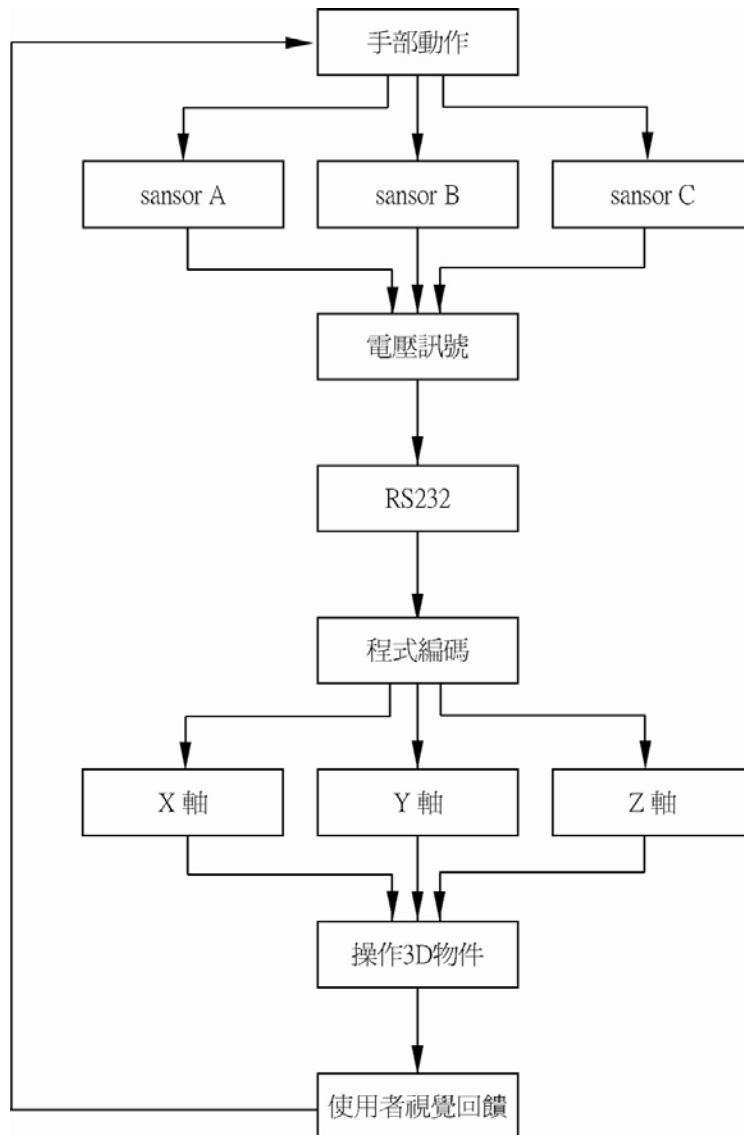 手部動作
sansor A
sansor B
sansor C
電壓訊號
RS232
程式編碼
X 軸
Y 軸
Z 軸
操作3D物件
使用者視覺回饋